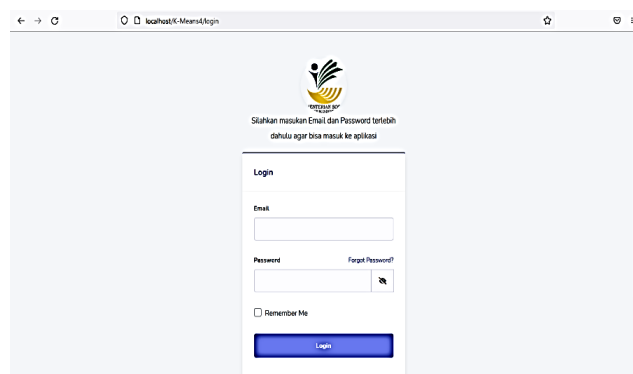 localhost/K-Means4/login
Silahkan masukan Email dan Password terlebih
dahulu agar bisa masuk ke aplikasi
Login
Email
Password Forgot Password?
Remember Me
Login